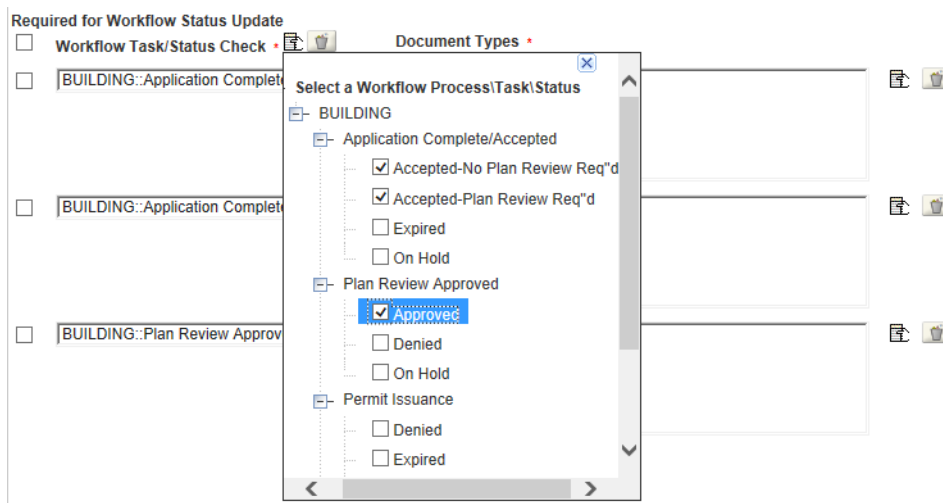 Required for Workflow Status Update
Workflow Task/Status Check * Document Types *
BUILDING::Application Complet
Select a Workflow Process\Task\Status
BUILDING
Application Complete/Accepted
Accepted-No Plan Review Req"d
Accepted-Plan Review Req"d
BUILDING::Application Complet
Expired
On Hold
Plan Review Approved
Approved
BUILDING::Plan Review Approv
Denied
On Hold
Permit Issuance
Denied
Expired